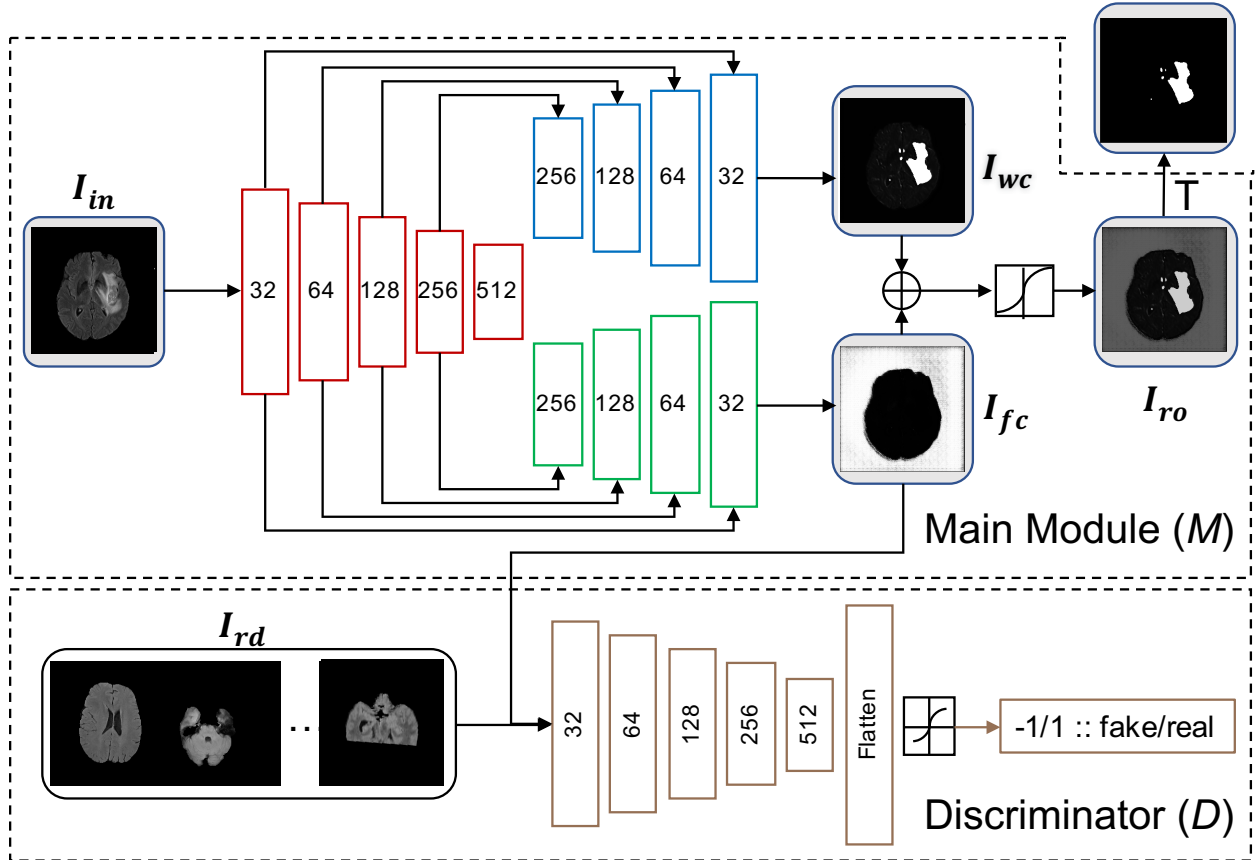 I_in
32
64
128
256
512
256
128
64
32
256
128
64
32
I_wc
I_fc
T
I_ro
Main Module (M)
I_rd
...
32
64
128
256
512
Flatten
-1/1 :: fake/real
Discriminator (D)